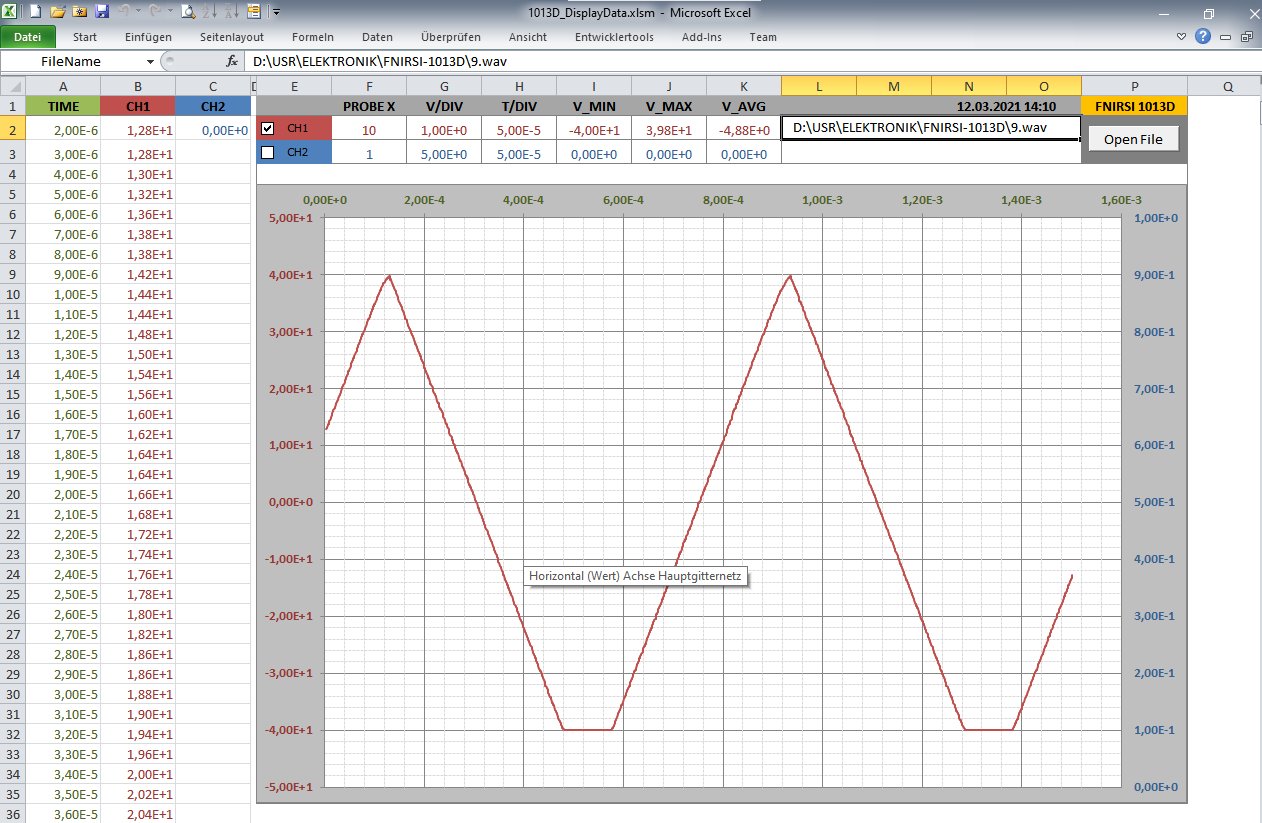 1013D_DisplayData.xlsm - Microsoft Excel
Datei Start Einfügen Seitenlayout Formeln Daten Überprüfen Ansicht Entwicklertools Add-Ins Team
FileName fx D:\USR\ELEKTRONIK\FNIRSI-1013D\9.wav
A B C D E F G H I J K L M N O P Q
1 TIME CH1 CH2 PROBE X V/DIV T/DIV V_MIN V_MAX V_AVG 12.03.2021 14:10 FNIRSI 1013D
2 2,00E-6 1,28E+1 0,00E+0 CH1 10 1,00E+0 5,00E-5 -4,00E+1 3,98E+1 -4,88E+0 D:\USR\ELEKTRONIK\FNIRSI-1013D\9.wav Open File
3 3,00E-6 1,28E+1 CH2 1 5,00E+0 5,00E-5 0,00E+0 0,00E+0 0,00E+0
4 4,00E-6 1,30E+1
5 5,00E-6 1,32E+1
6 6,00E-6 1,36E+1
7 7,00E-6 1,38E+1
8 8,00E-6 1,38E+1
9 9,00E-6 1,42E+1
10 1,00E-5 1,44E+1
11 1,10E-5 1,44E+1
12 1,20E-5 1,48E+1
13 1,30E-5 1,50E+1
14 1,40E-5 1,54E+1
15 1,50E-5 1,56E+1
16 1,60E-5 1,60E+1
17 1,70E-5 1,62E+1
18 1,80E-5 1,64E+1
19 1,90E-5 1,64E+1
20 2,00E-5 1,66E+1
21 2,10E-5 1,68E+1
22 2,20E-5 1,72E+1
23 2,30E-5 1,74E+1
24 2,40E-5 1,76E+1
25 2,50E-5 1,78E+1
26 2,60E-5 1,80E+1
27 2,70E-5 1,82E+1
28 2,80E-5 1,86E+1
29 2,90E-5 1,86E+1
30 3,00E-5 1,88E+1
31 3,10E-5 1,90E+1
32 3,20E-5 1,94E+1
33 3,30E-5 1,96E+1
34 3,40E-5 2,00E+1
35 3,50E-5 2,02E+1
36 3,60E-5 2,04E+1
0,00E+0 2,00E-4 4,00E-4 6,00E-4 8,00E-4 1,00E-3 1,20E-3 1,40E-3 1,60E-3
5,00E+1 1,00E+0
4,00E+1 9,00E-1
3,00E+1 8,00E-1
2,00E+1 7,00E-1
1,00E+1 6,00E-1
0,00E+0 5,00E-1
-1,00E+1 4,00E-1
Horizontal (Wert) Achse Hauptgitternetz
-2,00E+1 3,00E-1
-3,00E+1 2,00E-1
-4,00E+1 1,00E-1
-5,00E+1 0,00E+0